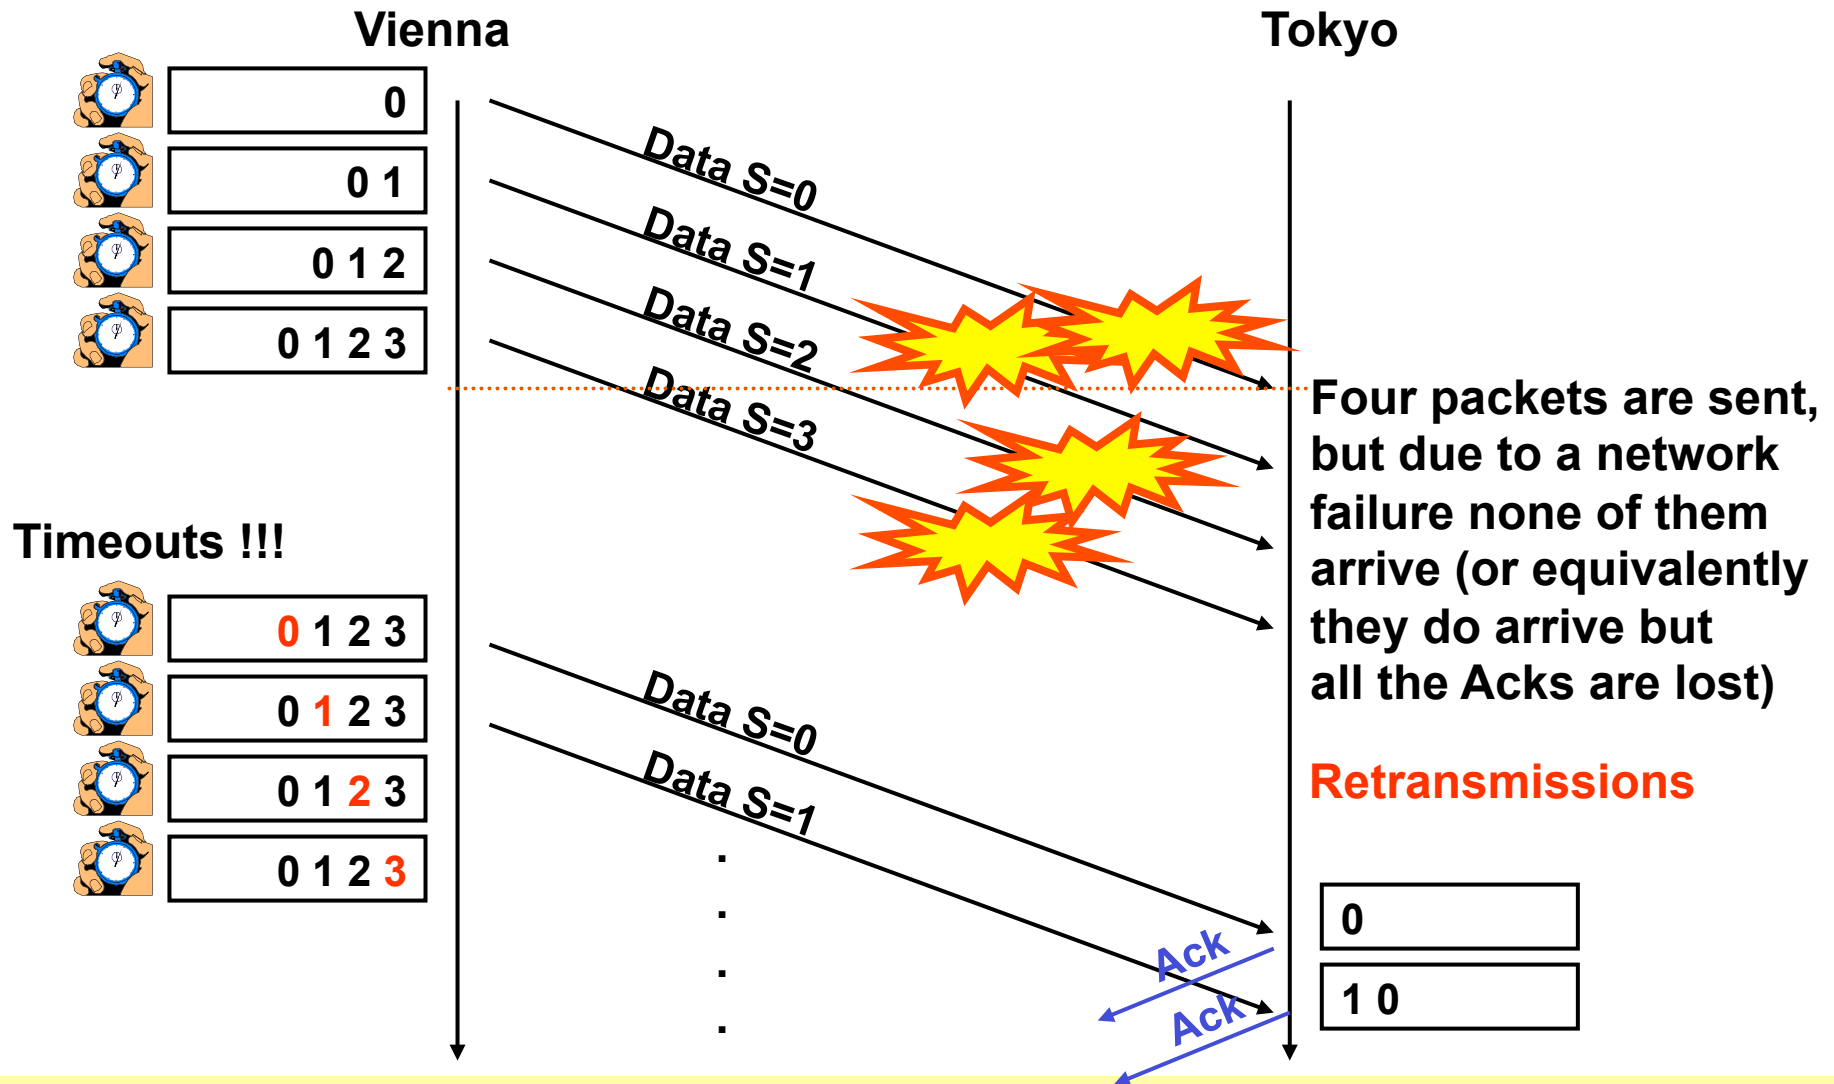 Vienna
Tokyo
0
0 1
0 1 2
0 1 2 3
Data S=0
Data S=1
Data S=2
Data S=3
Four packets are sent,
but due to a network
failure none of them
arrive (or equivalently
they do arrive but
all the Acks are lost)
Timeouts !!!
0 1 2 3
0 1 2 3
0 1 2 3
0 1 2 3
Data S=0
Data S=1
.
.
.
.
Retransmissions
0
1 0
Ack
Ack